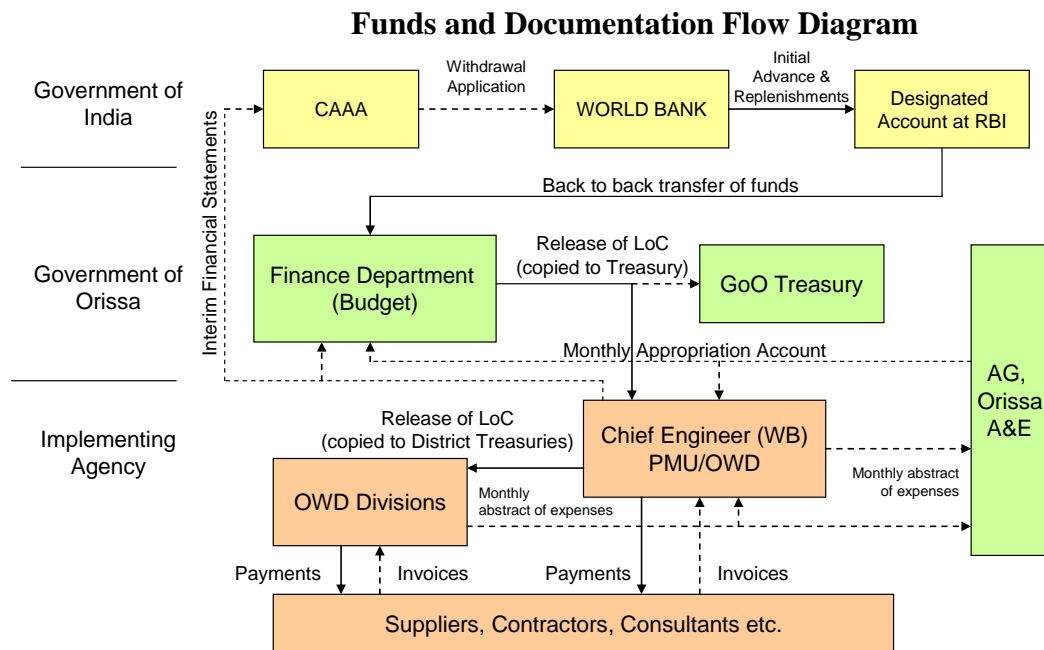 Funds and Documentation Flow Diagram
Government of
India
CAAA
Withdrawal
Application
WORLD BANK
Initial
Advance &
Replenishments
Designated
Account at RBI
Interim Financial Statements
Back to back transfer of funds
Government of
Orissa
Finance Department
(Budget)
Release of LoC
(copied to Treasury)
GoO Treasury
Monthly Appropriation Account
AG,
Orissa
A&E
Implementing
Agency
Release of LoC
(copied to District Treasuries)
Chief Engineer (WB)
PMU/OWD
Monthly abstract
of expenses
OWD Divisions
Monthly
abstract of expenses
Payments
Invoices
Payments
Invoices
Suppliers, Contractors, Consultants etc.